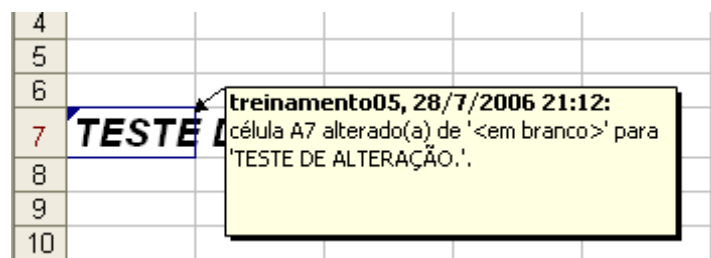 4
5
6
treinamento05, 28/7/2006 21:12:
7 TESTE D célula A7 alterado(a) de '<em branco>' para
'TESTE DE ALTERAÇÃO.'.
8
9
10